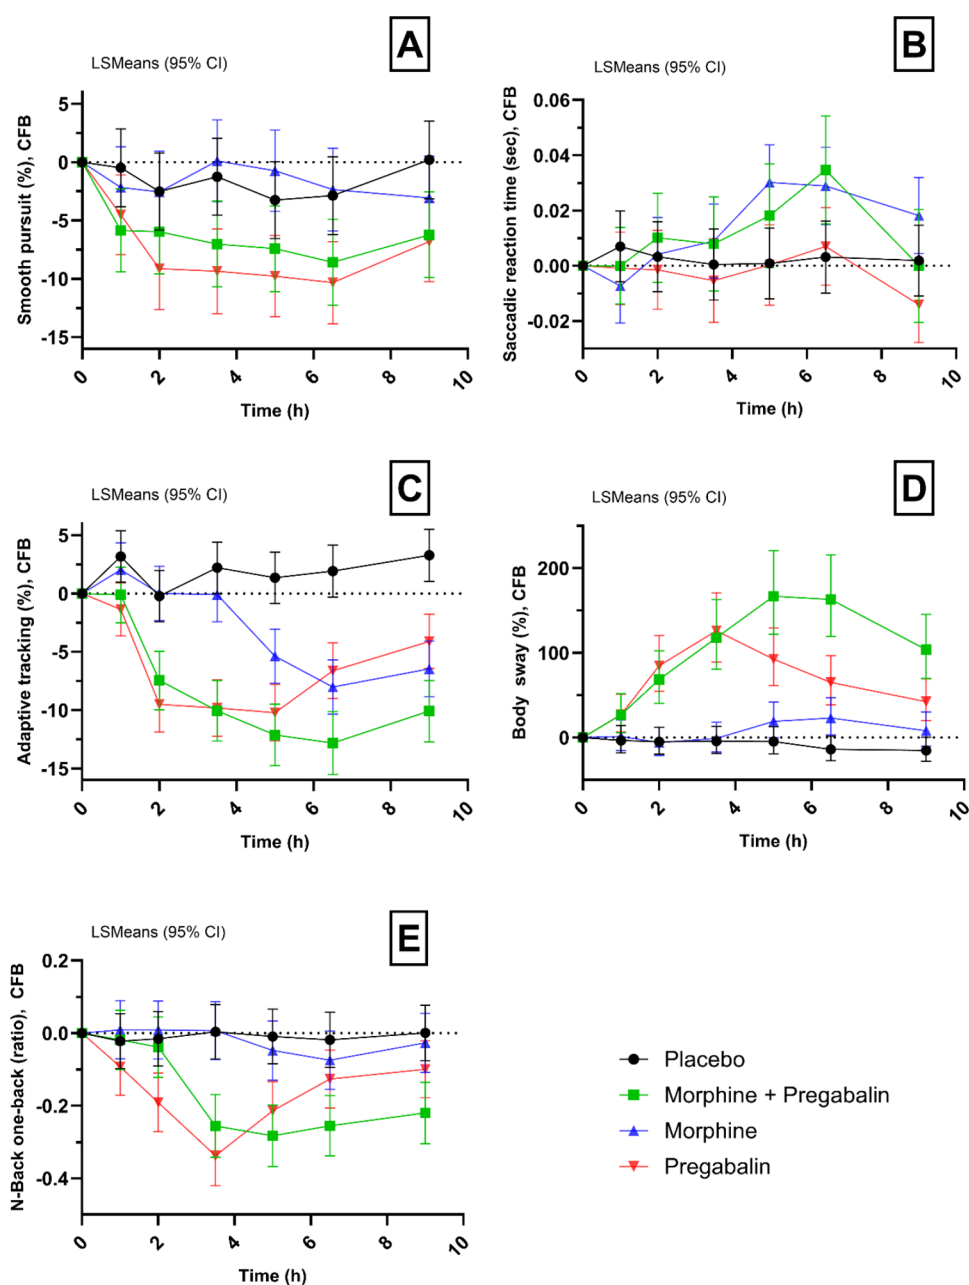 A
LSMeans (95% CI)
Smooth pursuit (%), CFB
5
0
-5
-10
-15
0
2
4
6
8
10
Time (h)
B
LSMeans (95% CI)
Saccadic reaction time (sec), CFB
0.06
0.04
0.02
0.00
-0.02
0
2
4
6
8
10
Time (h)
C
LSMeans (95% CI)
Adaptive tracking (%), CFB
5
0
-5
-10
-15
0
2
4
6
8
10
Time (h)
D
LSMeans (95% CI)
Body sway (%), CFB
200
100
0
0
2
4
6
8
10
Time (h)
E
LSMeans (95% CI)
N-Back one-back (ratio), CFB
0.2
0.0
-0.2
-0.4
0
2
4
6
8
10
Time (h)
Placebo
Morphine + Pregabalin
Morphine
Pregabalin